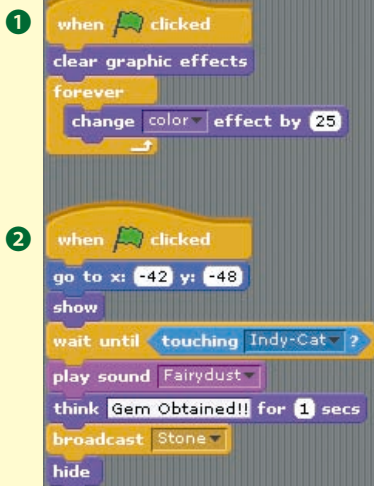 1
when clicked
clear graphic effects
forever
change color effect by 25
2
when clicked
go to x: -42 y: -48
show
wait until touching Indy-Cat ?
play sound Fairydust
think Gem Obtained!! for 1 secs
broadcast Stone
hide